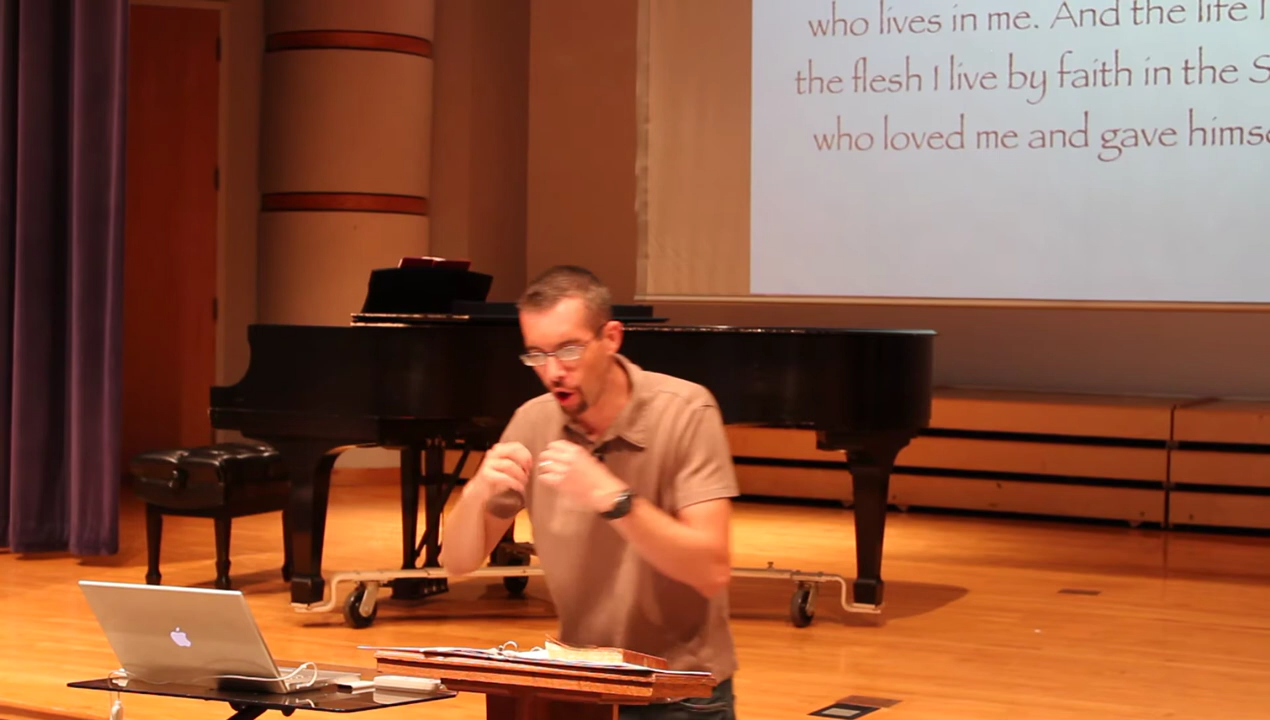 who lives in me. And the life I
the flesh I live by faith in the S
who loved me and gave himse